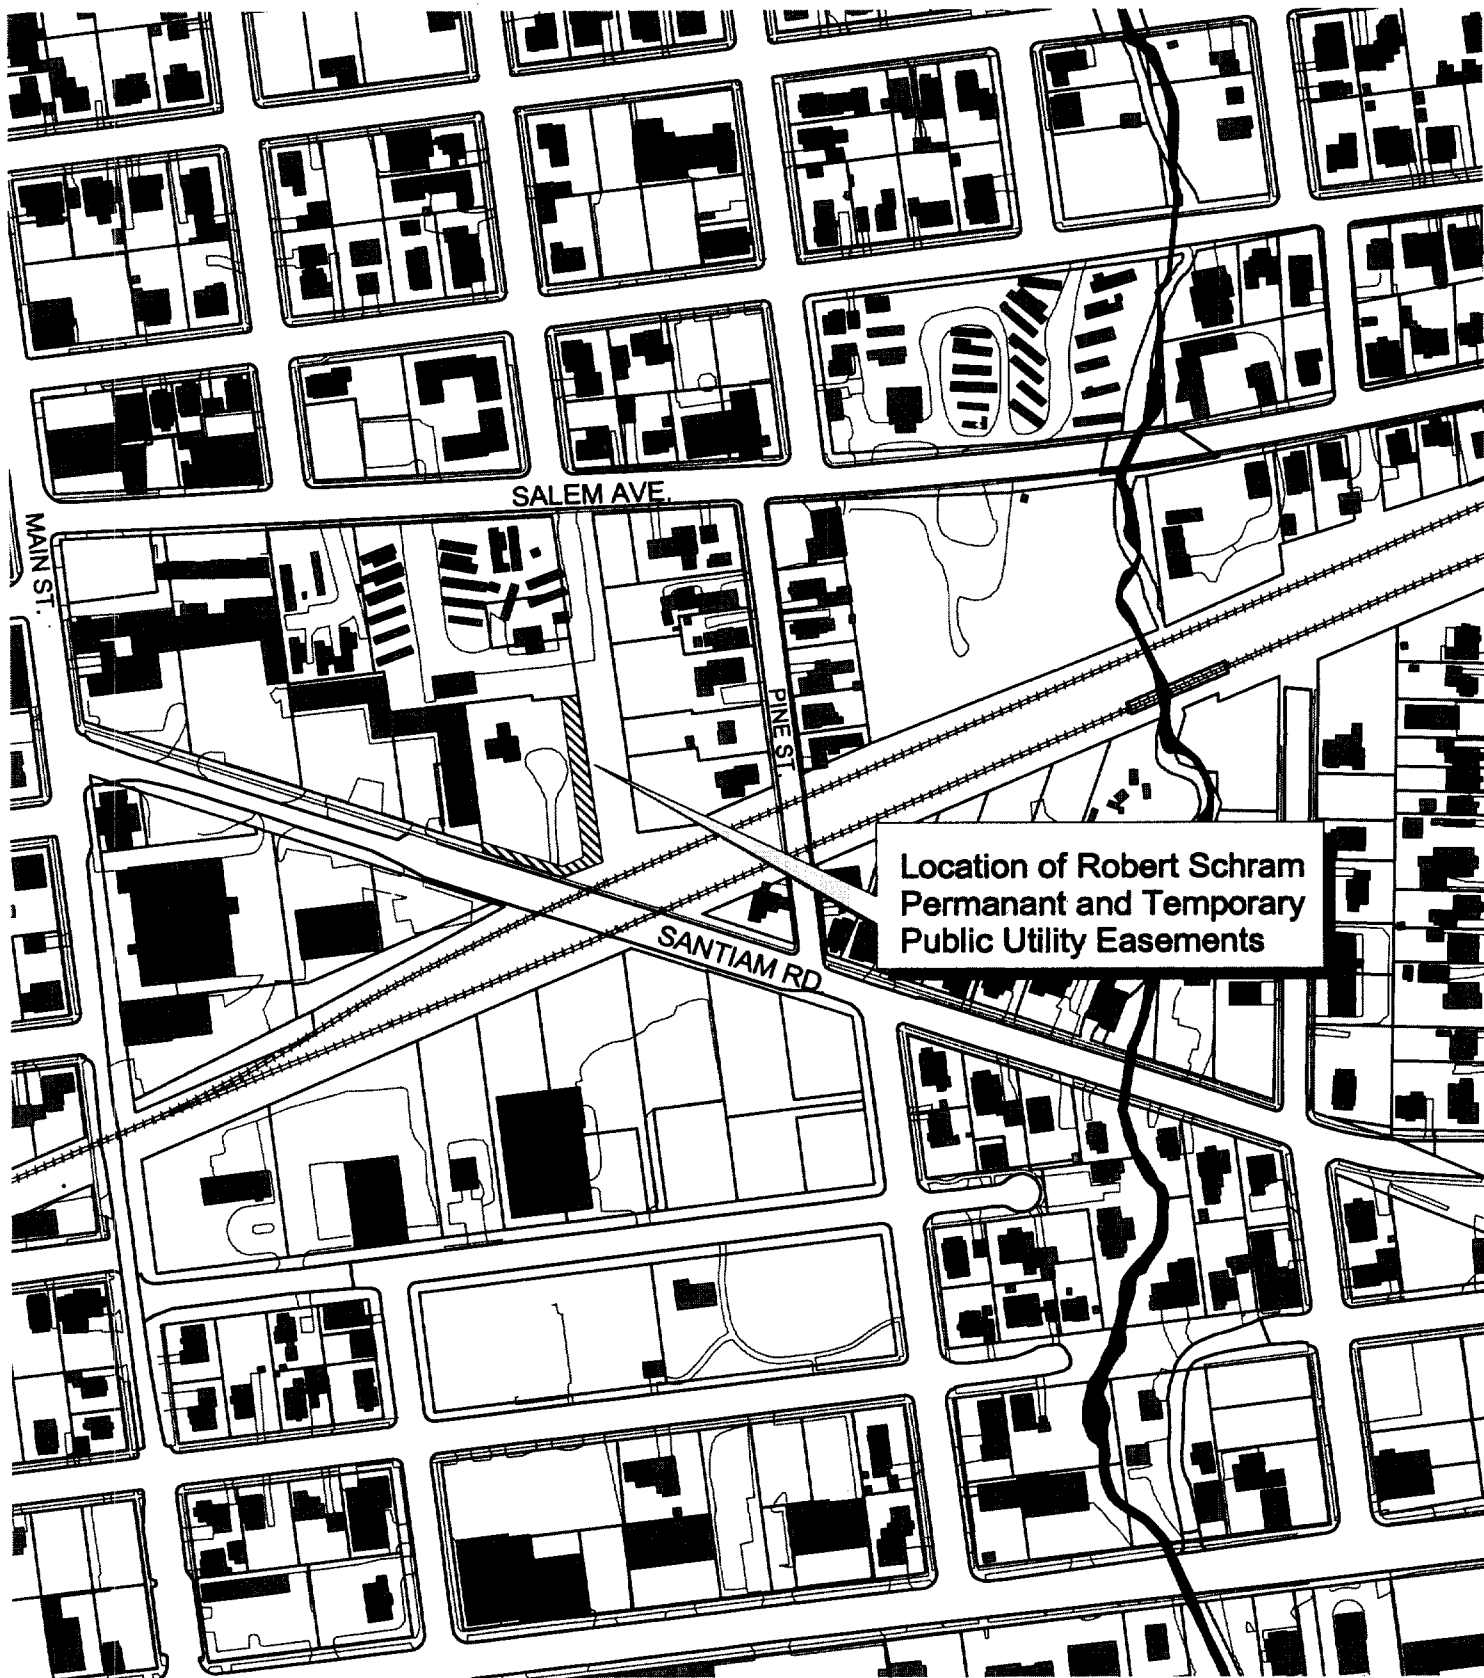 SALEM AVE.
MAIN ST.
PINE ST.
Location of Robert Schram
Permanant and Temporary
Public Utility Easements
SANTIAM RD